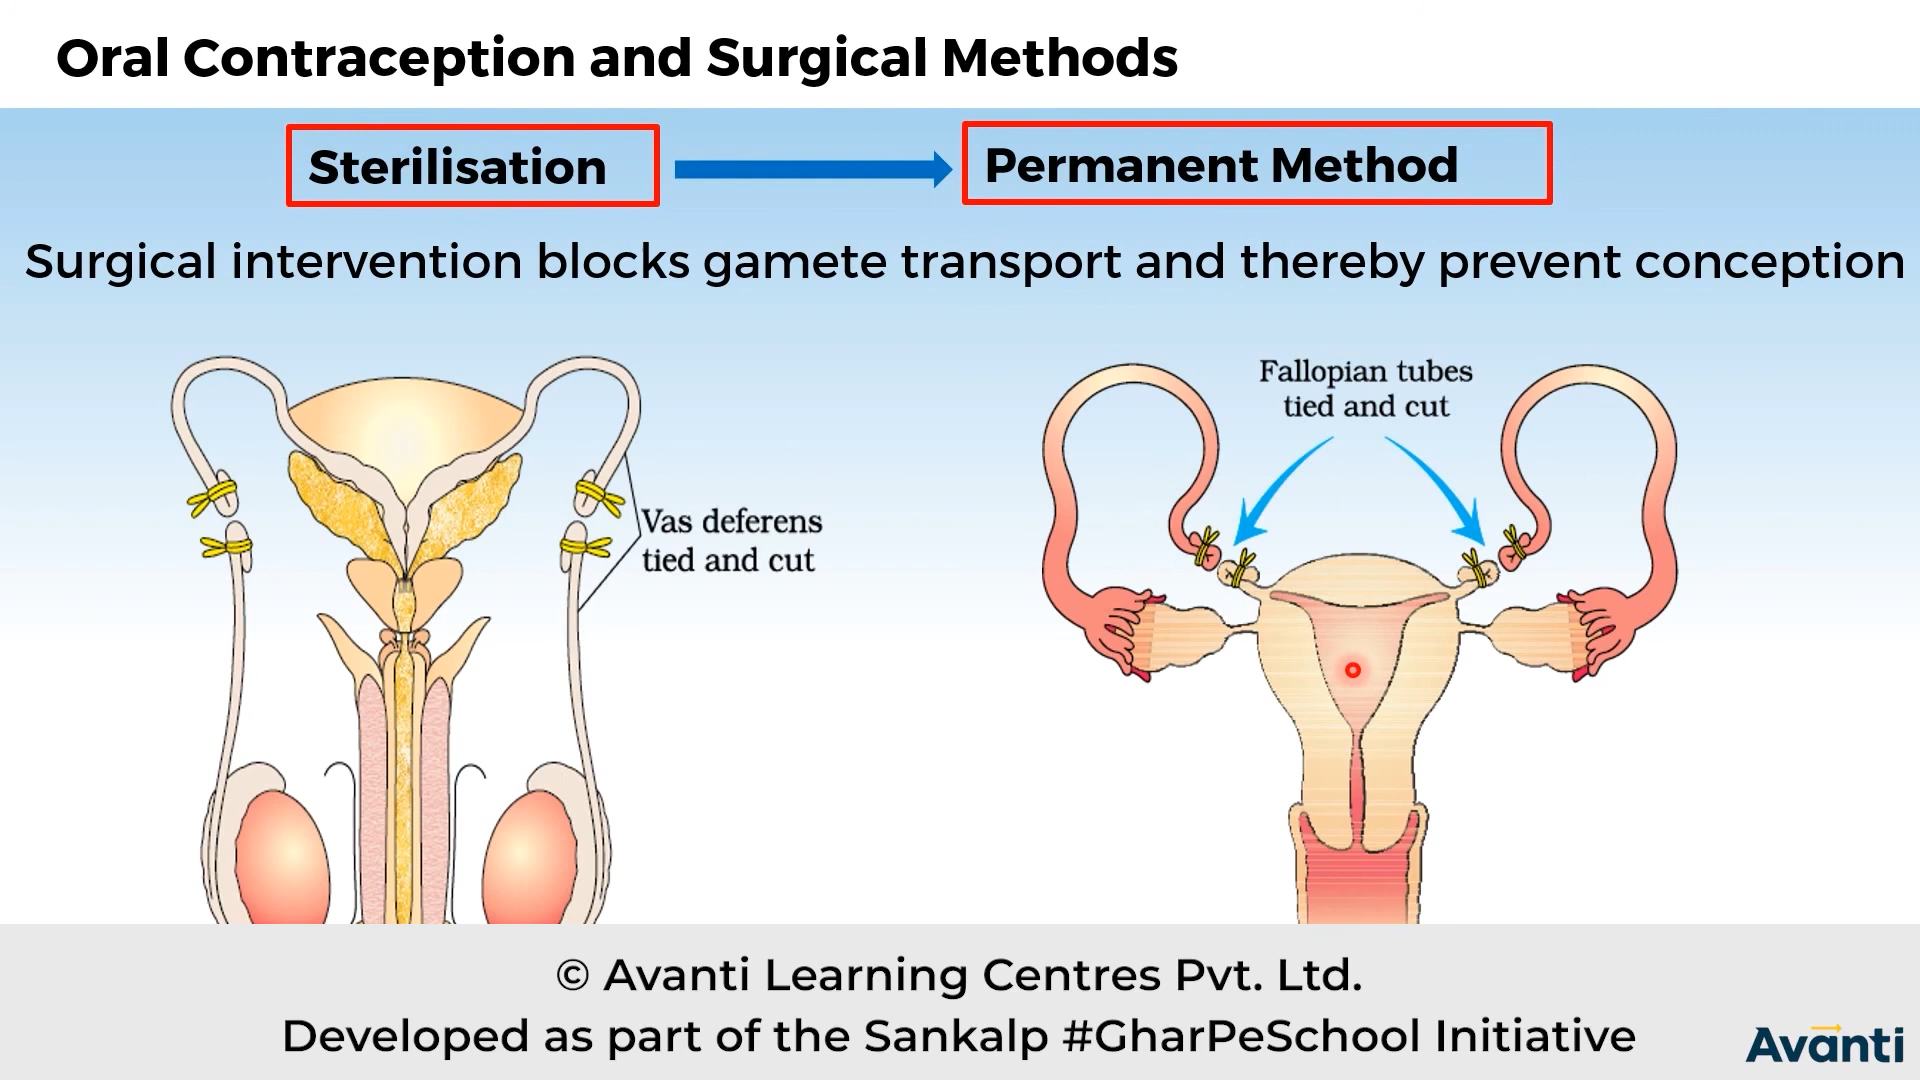 Oral Contraception and Surgical Methods
Sterilisation
Permanent Method
Surgical intervention blocks gamete transport and thereby prevent conception
Vas deferens
tied and cut
Fallopian tubes
tied and cut
© Avanti Learning Centres Pvt. Ltd.
Developed as part of the Sankalp #GharPeSchool Initiative
Avanti